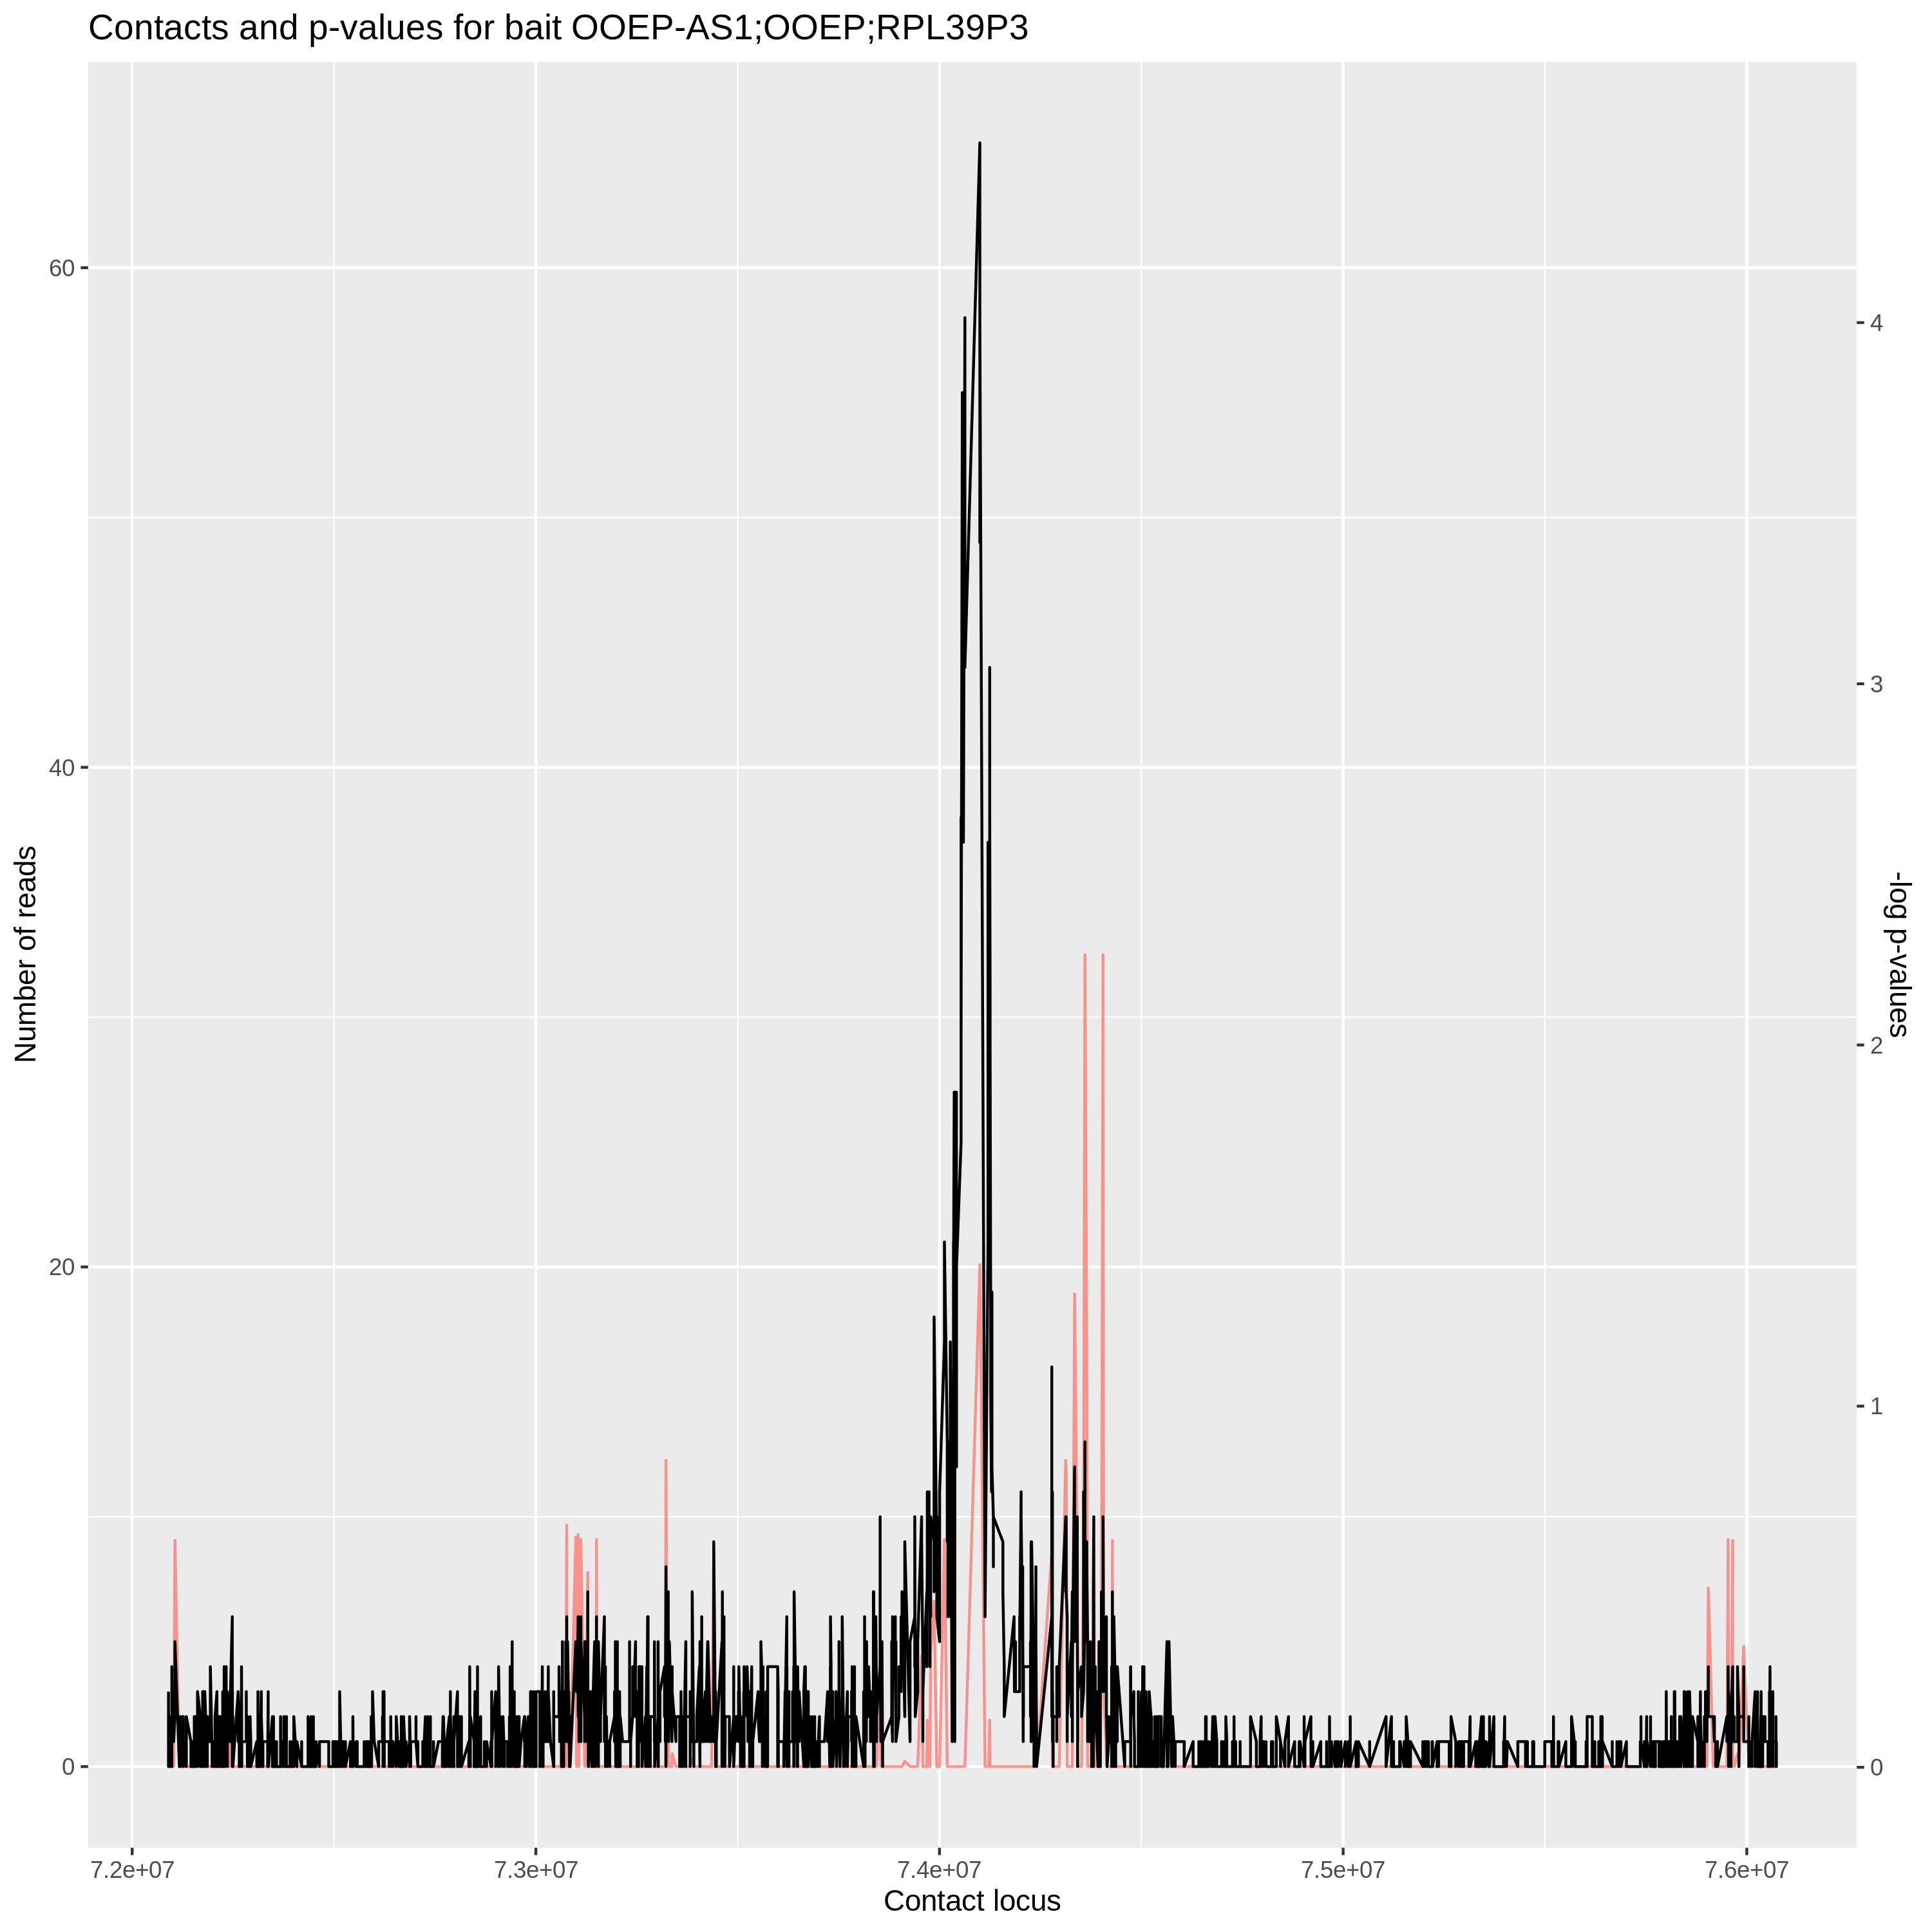 Contacts and p-values for bait OOEP-AS1;OOEP;RPL39P3
60
40
20
0
Number of reads
4
3
2
1
0
-log p-values
7.2e+07 7.3e+07 7.4e+07 7.5e+07 7.6e+07
Contact locus